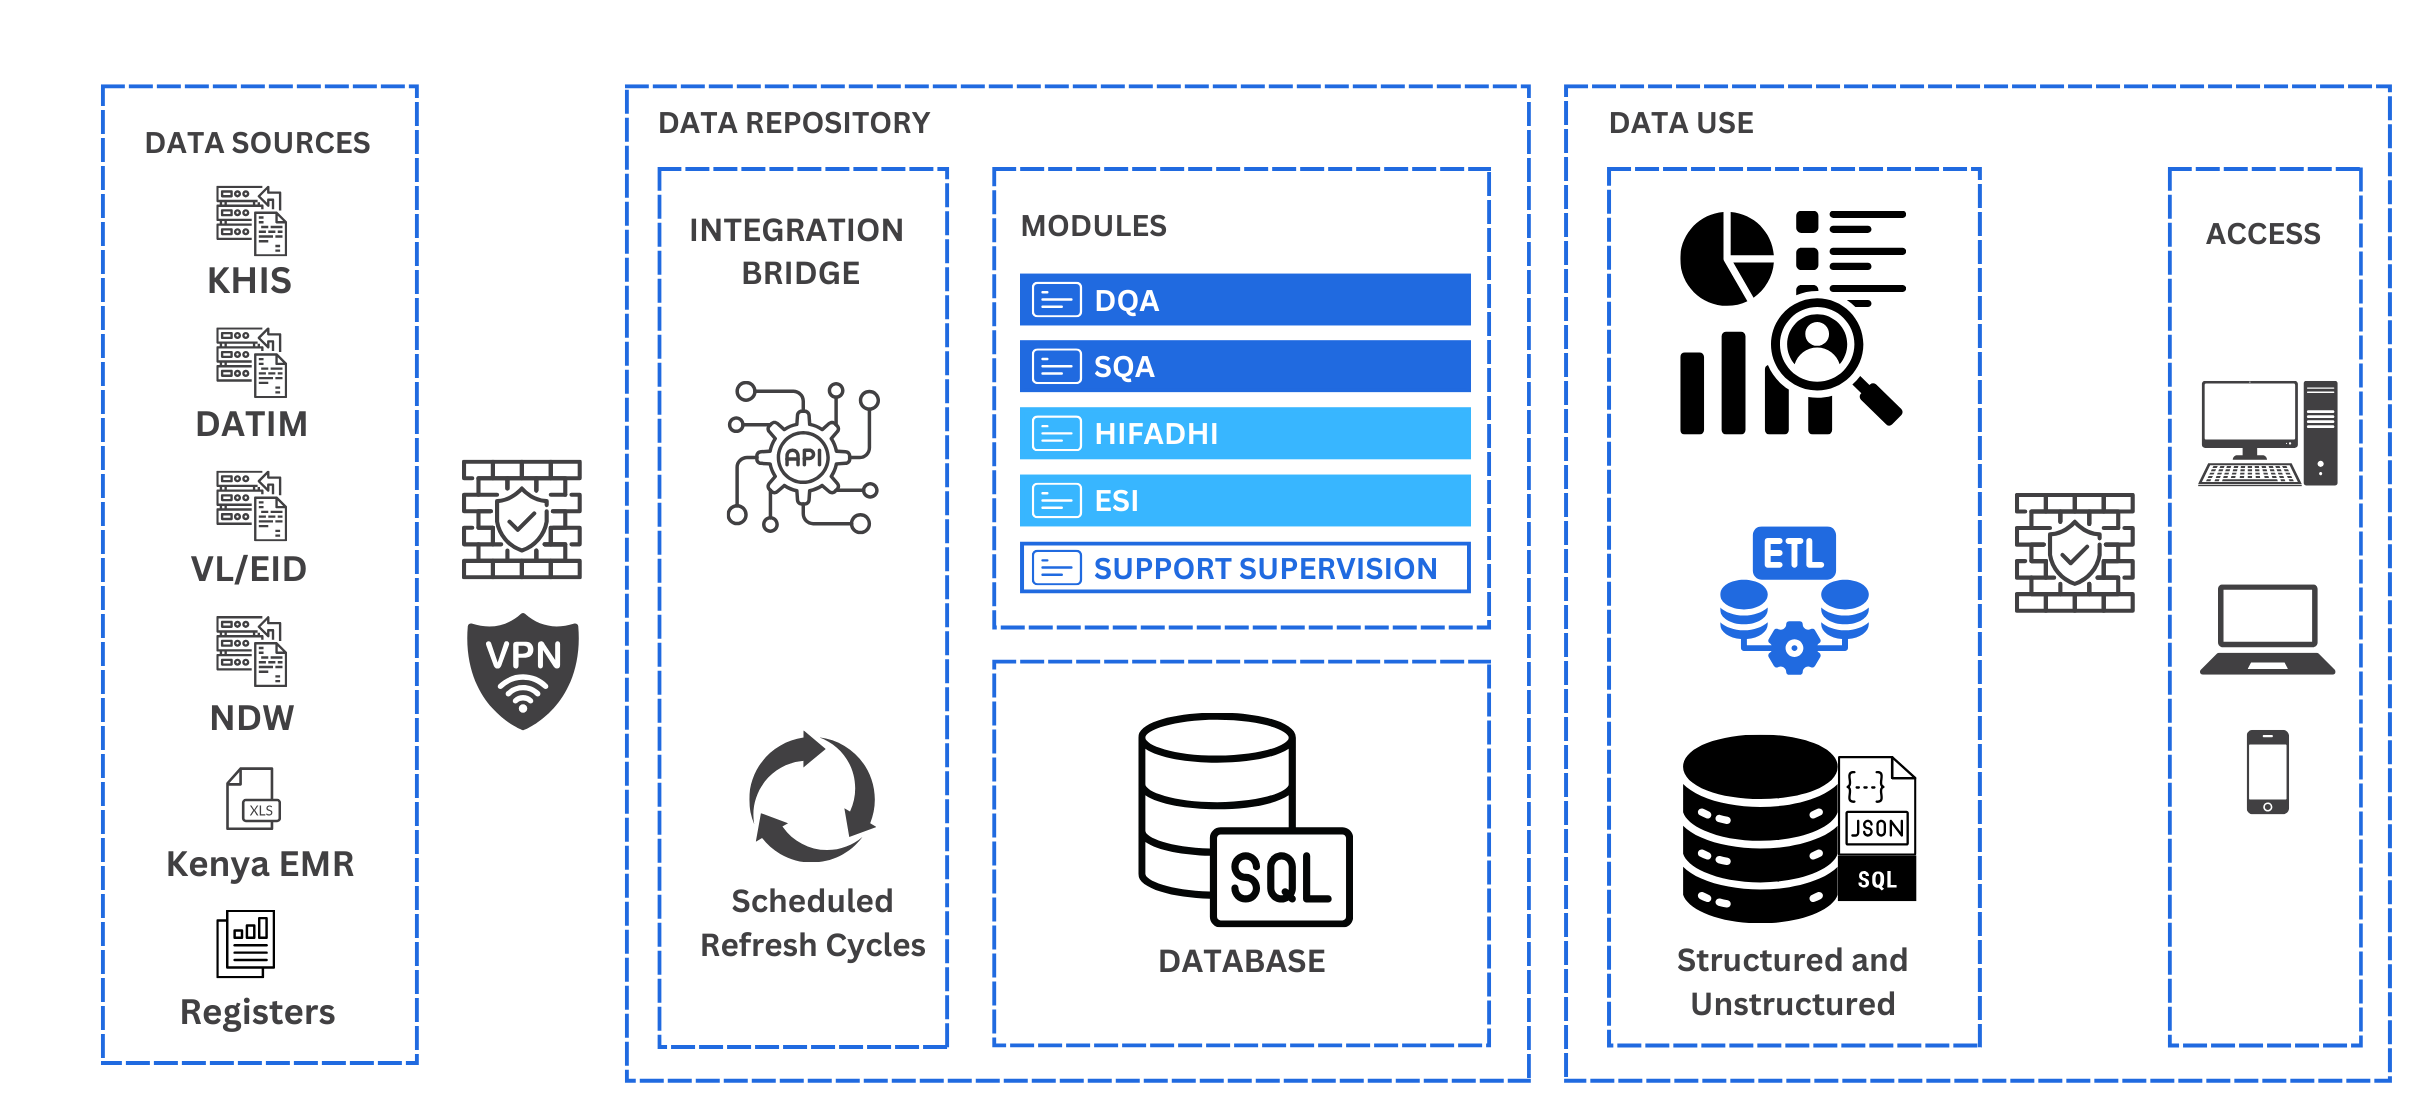 DATA SOURCES
KHIS
DATIM
VL/EID
NDW
XLS
Kenya EMR
Registers
VPN
DATA REPOSITORY
INTEGRATION
BRIDGE
API
Scheduled
Refresh Cycles
MODULES
DQA
SQA
HIFADHI
ESI
SUPPORT SUPERVISION
SQL
DATABASE
DATA USE
ETL
{---}
JSON
SQL
Structured and
Unstructured
ACCESS